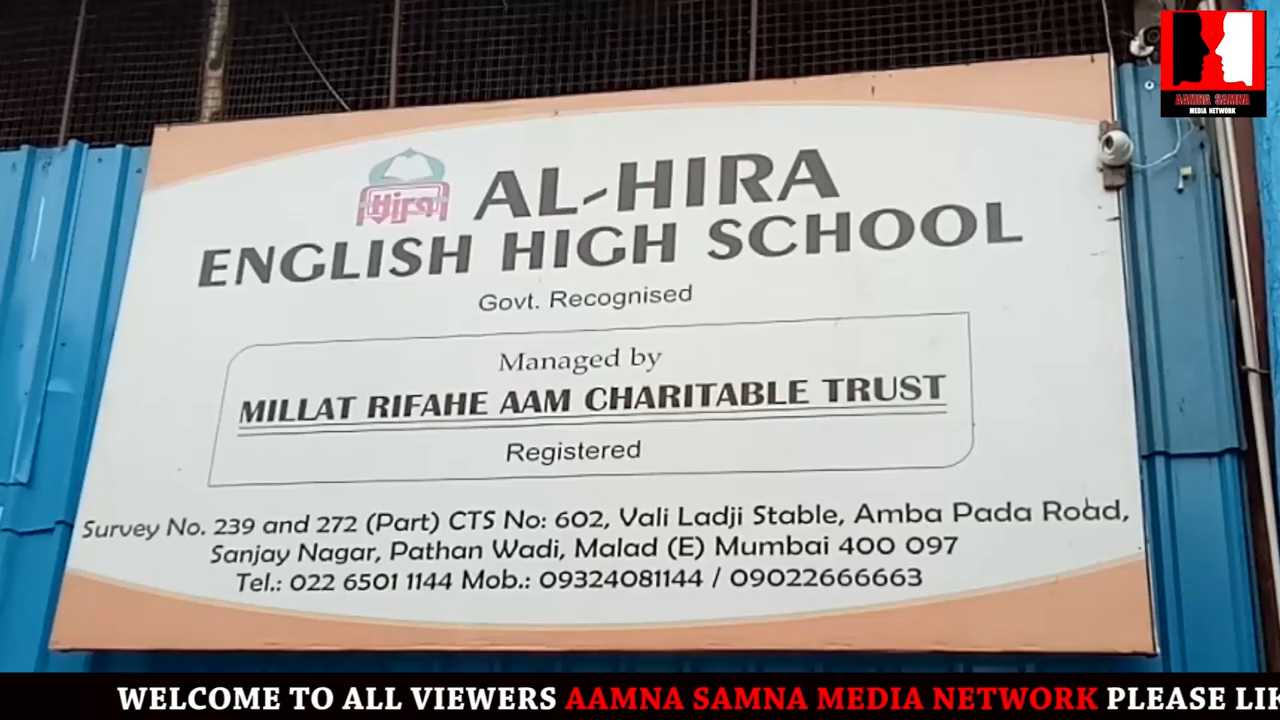 AAMNA SAMNA
MEDIA NETWORK
Hira
AL-HIRA
ENGLISH HIGH SCHOOL
Govt. Recognised
Managed by
MILLAT RIFAHE AAM CHARITABLE TRUST
Registered
Survey No. 239 and 272 (Part) CTS No: 602, Vali Ladji Stable, Amba Pada Road,
Sanjay Nagar, Pathan Wadi, Malad (E) Mumbai 400 097
Tel.: 022 6501 1144 Mob.: 09324081144 / 09022666663
WELCOME TO ALL VIEWERS AAMNA SAMNA MEDIA NETWORK PLEASE LIK